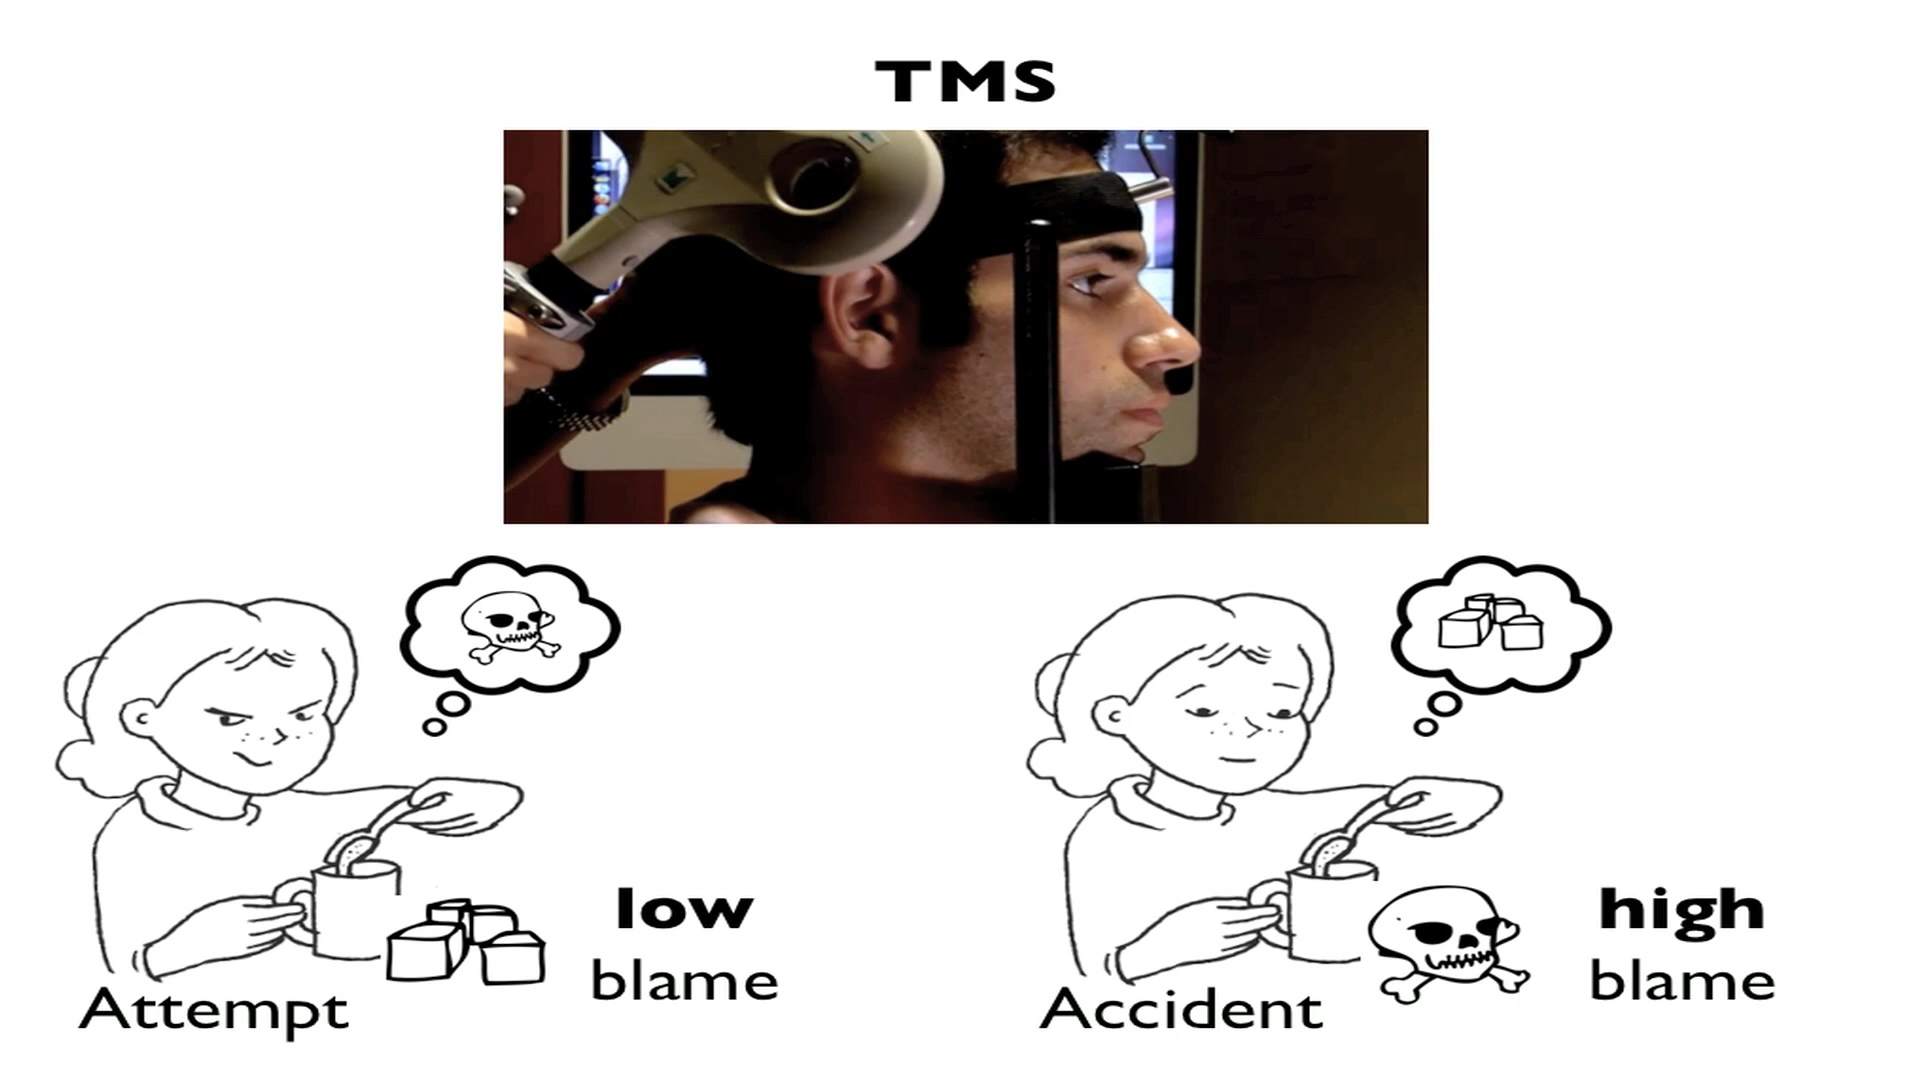 TMS
low
blame
Attempt
high
blame
Accident